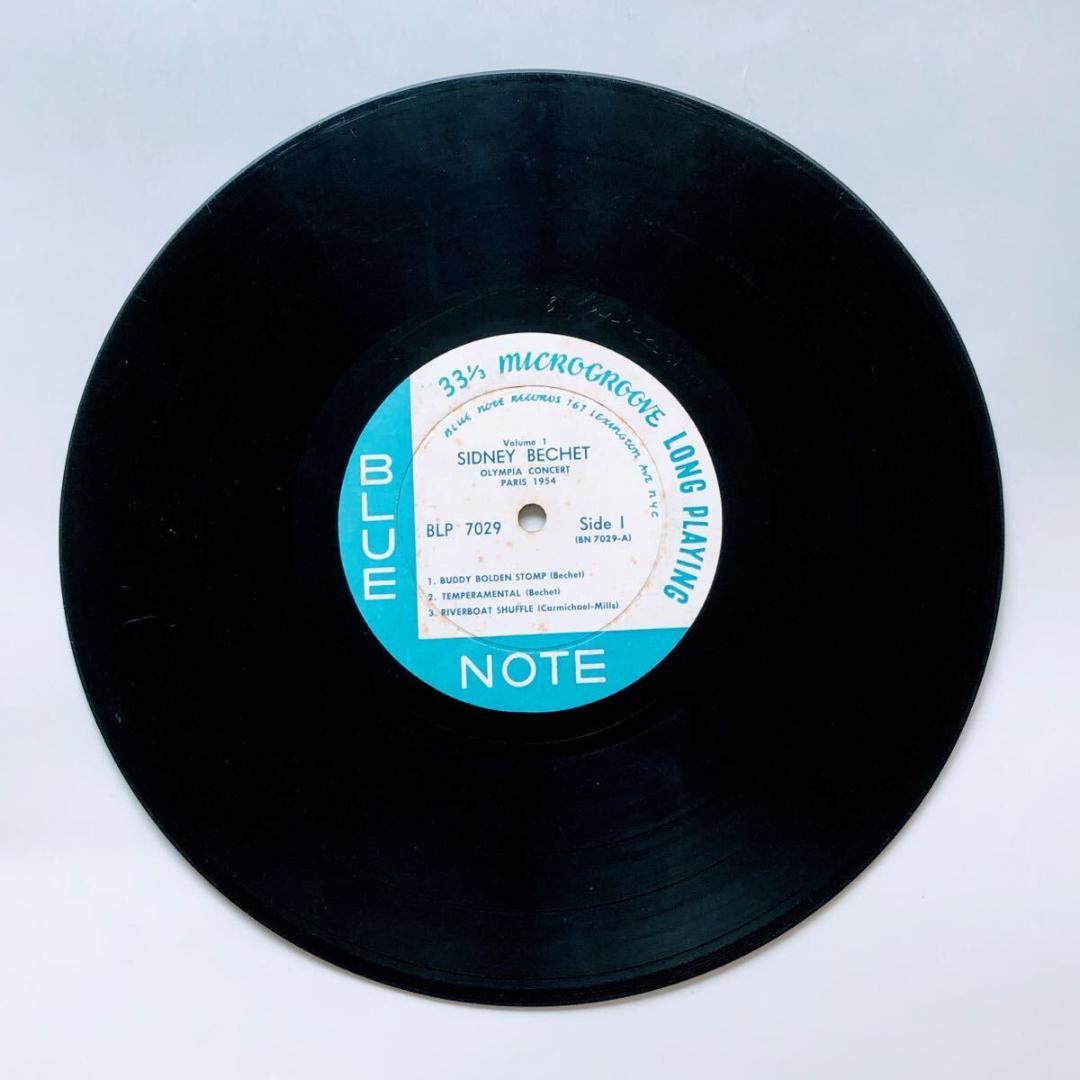 33⅓ MICROGROOVE LONG PLAYING
BLUE NOTE RECORDS 767 LEXINGTON AVE NYC
Volume 1
SIDNEY BECHET
OLYMPIA CONCERT
PARIS 1954
BLP 7029
Side 1
(BN 7029-A)
1. BUDDY BOLDEN STOMP (Bechet)
2. TEMPERAMENTAL (Bechet)
3. RIVERBOAT SHUFFLE (Carmichael-Mills)
BLUE
NOTE